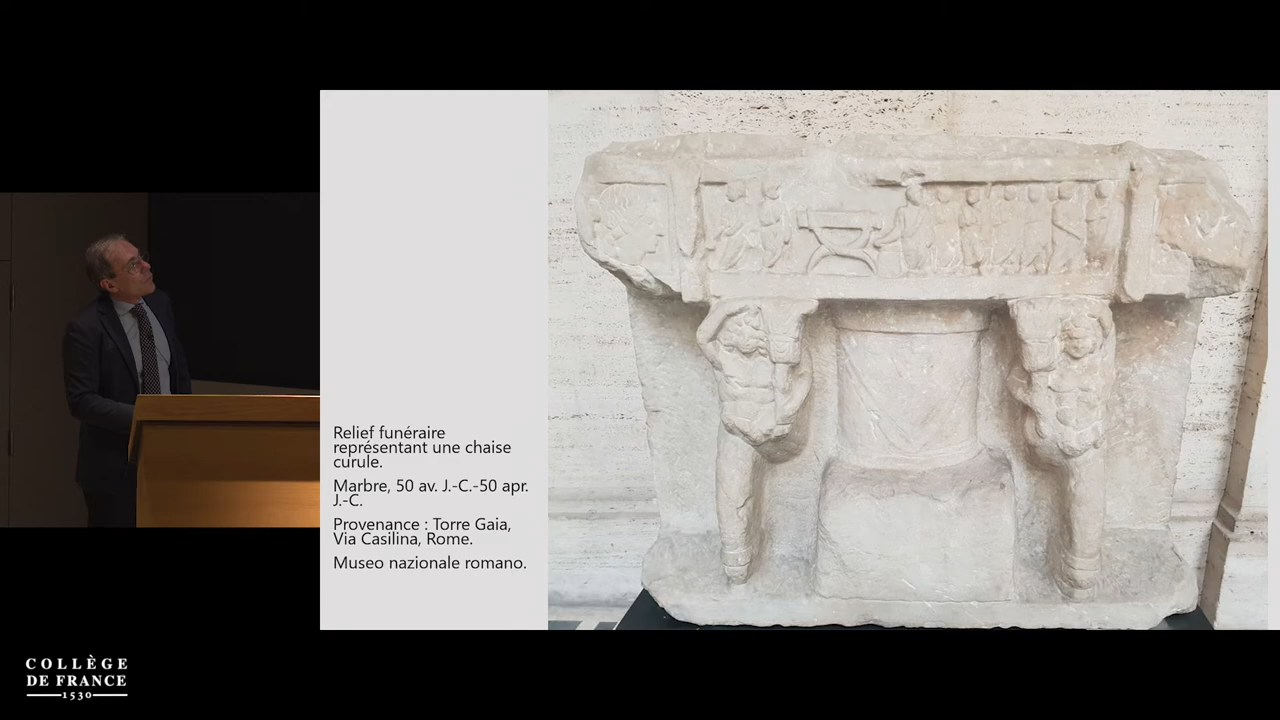 Relief funéraire
représentant une chaise
curule.
Marbre, 50 av. J.-C.-50 apr.
J.-C.
Provenance : Torre Gaia,
Via Casilina, Rome.
Museo nazionale romano.
COLLÈGE
DE FRANCE
1530